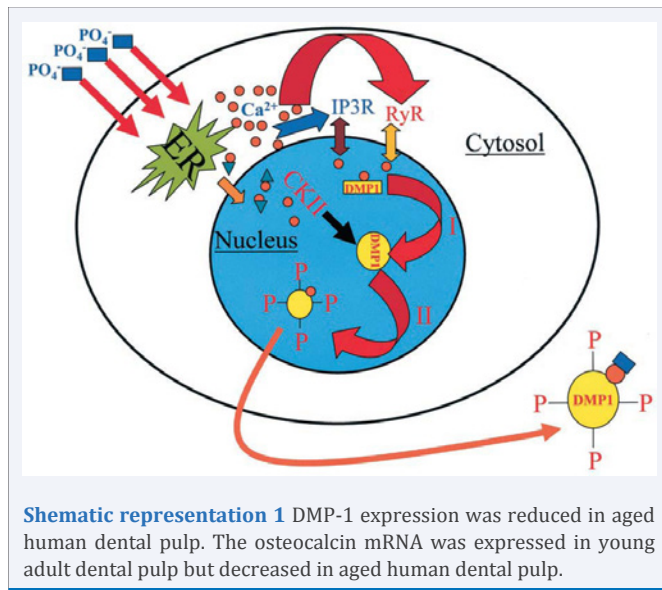 PO₄⁻
PO₄⁻
PO₄⁻
Ca²⁺
IP3R
RyR
ER
Cytosol
CKII
DMP1
Nucleus
DMP1
I
II
P
P
P
P
P
P
DMP1
P
P
Shematic representation 1 DMP-1 expression was reduced in aged
human dental pulp. The osteocalcin mRNA was expressed in young
adult dental pulp but decreased in aged human dental pulp.